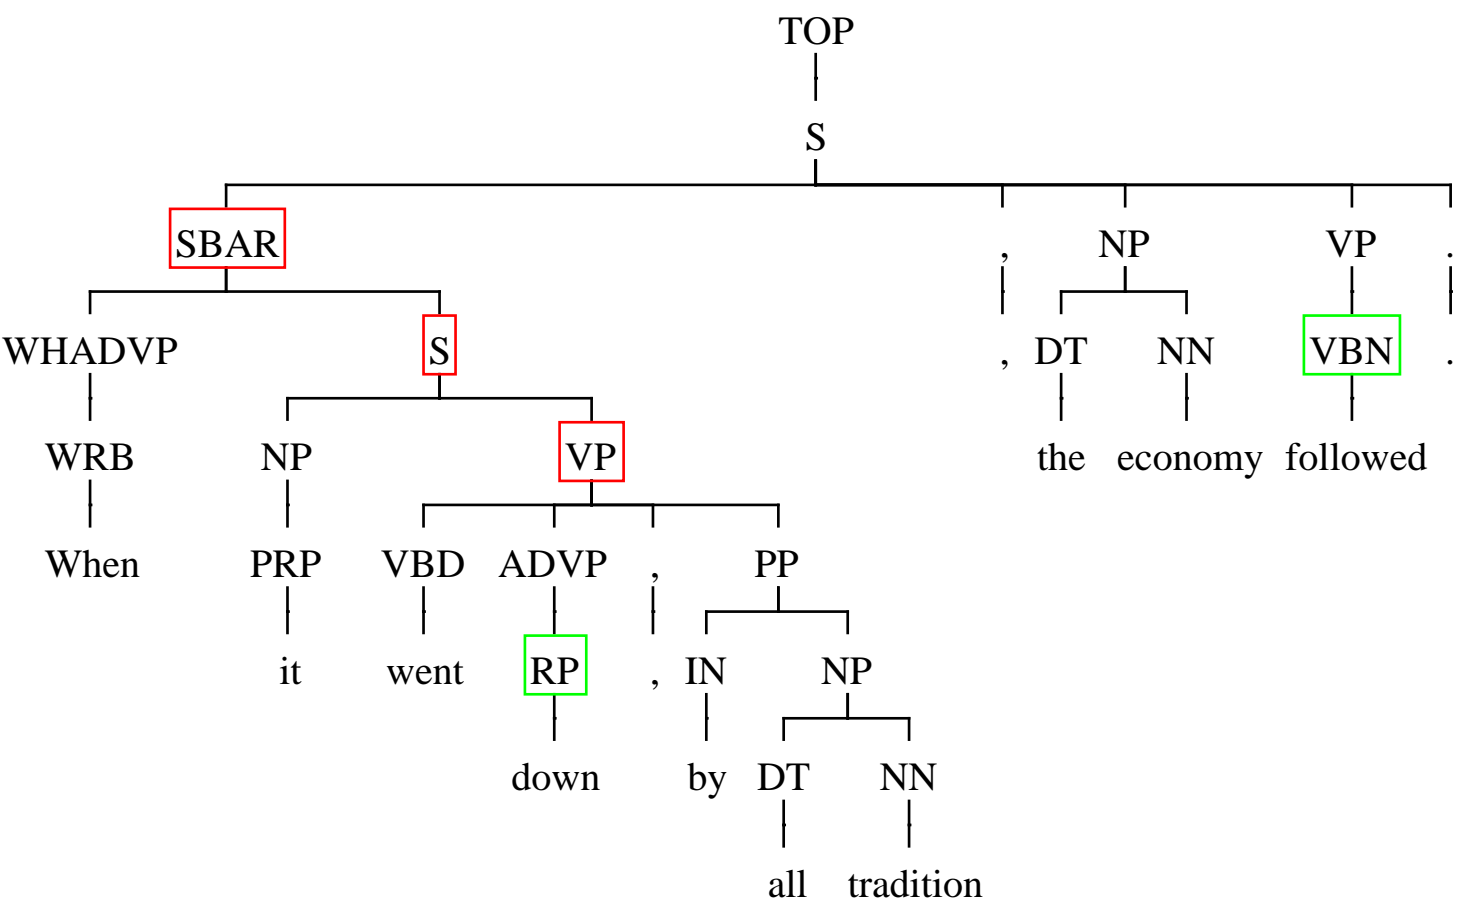 TOP
S
SBAR , NP VP .
WHADVP S , DT NN VBN .
WRB NP VP the economy followed
When PRP VBD ADVP , PP
it went RP , IN NP
down by DT NN
all tradition